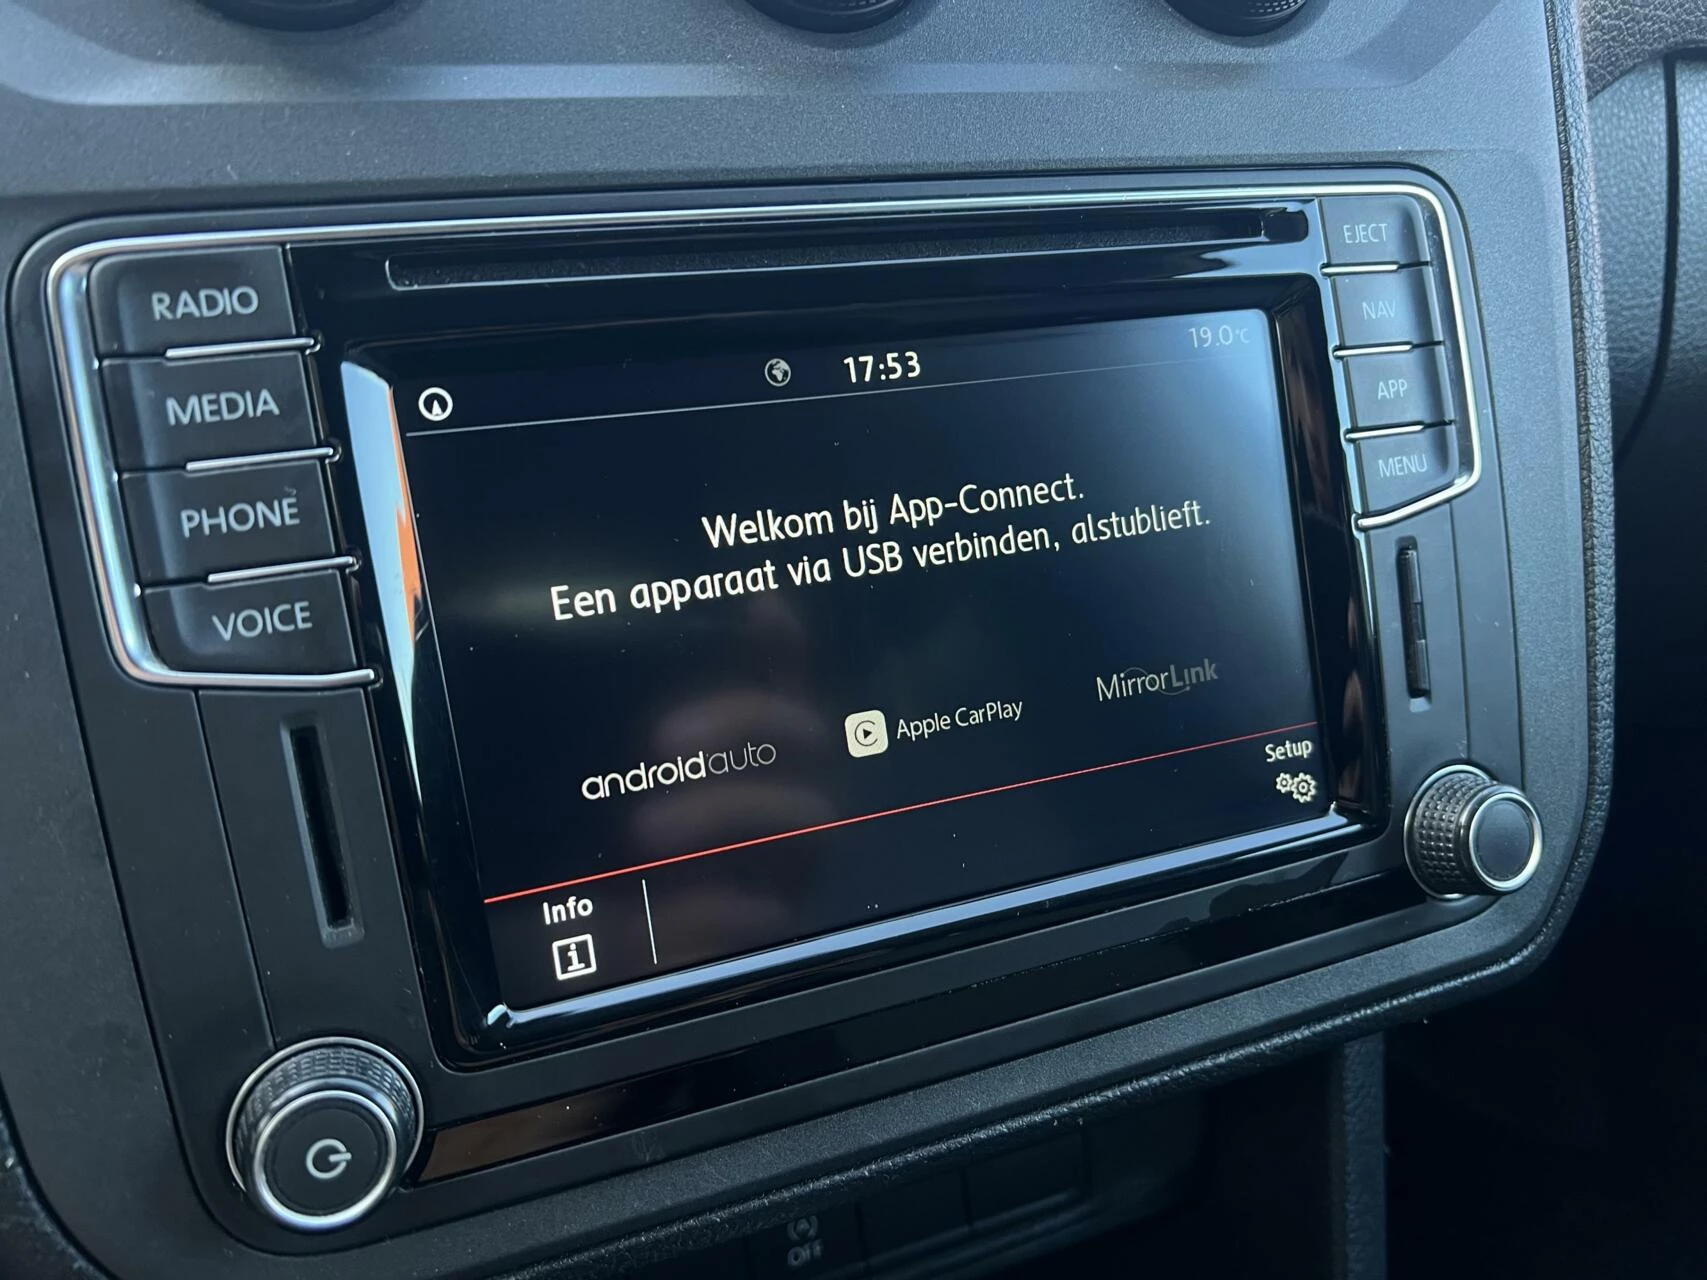 RADIO
MEDIA
PHONE
VOICE
EJECT
NAV
APP
MENU
17:53
19.0°C
Welkom bij App-Connect.
Een apparaat via USB verbinden, alstublieft.
androidauto
Apple CarPlay
MirrorLink
Setup
Info
i
OFF